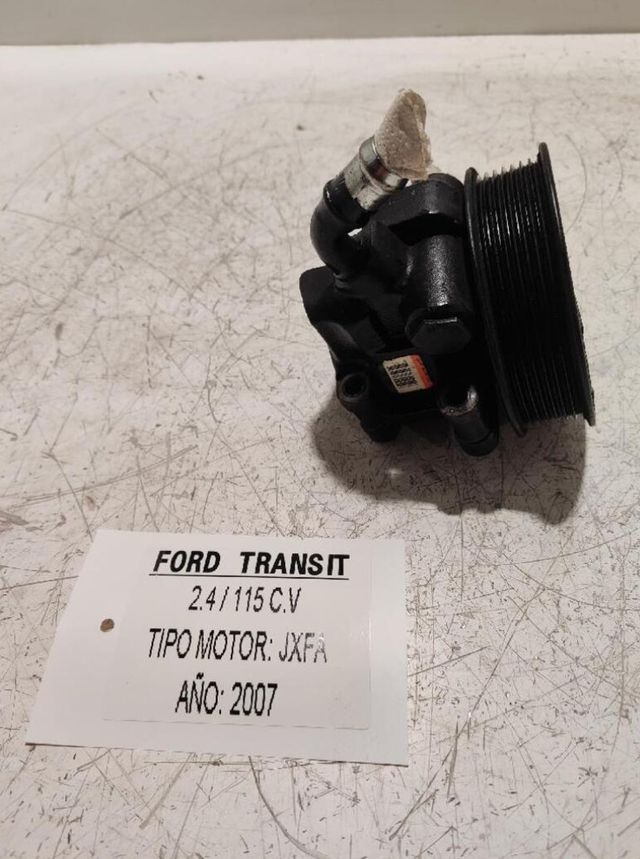 FORD TRANSIT
2.4 / 115 C.V
TIPO MOTOR: JXFA
AÑO: 2007